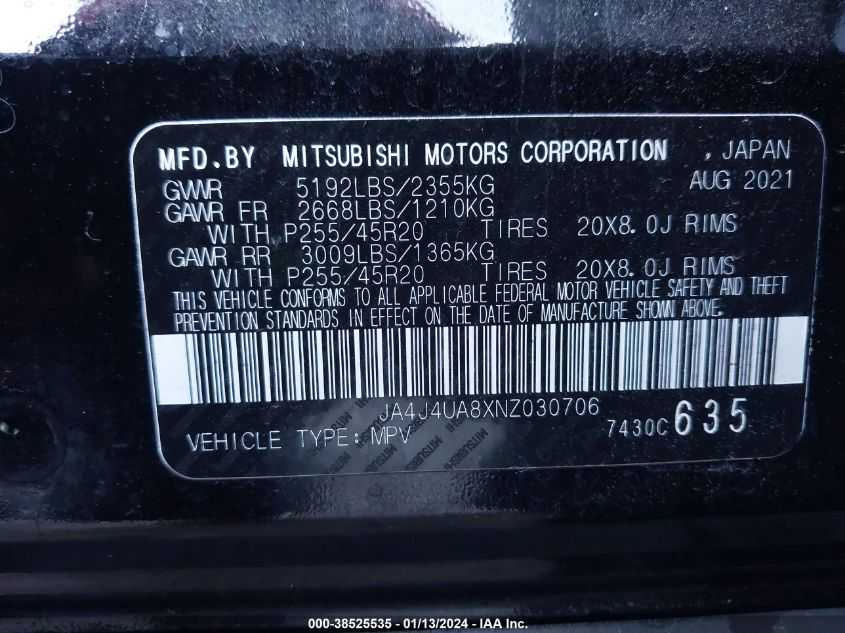 MFD.BY MITSUBISHI MOTORS CORPORATION , JAPAN
GVWR 5192LBS/2355KG AUG 2021
GAWR FR 2668LBS/1210KG
WITH P255/45R20 TIRES 20X8.0J RIMS
GAWR RR 3009LBS/1365KG
WITH P255/45R20 TIRES 20X8.0J RIMS
THIS VEHICLE CONFORMS TO ALL APPLICABLE FEDERAL MOTOR VEHICLE SAFETY AND THEFT
PREVENTION STANDARDS IN EFFECT ON THE DATE OF MANUFACTURE SHOWN ABOVE.
JA4J4UA8XNZ030706
VEHICLE TYPE: MPV 7430C 635
000-38525535 - 01/13/2024 - IAA Inc.